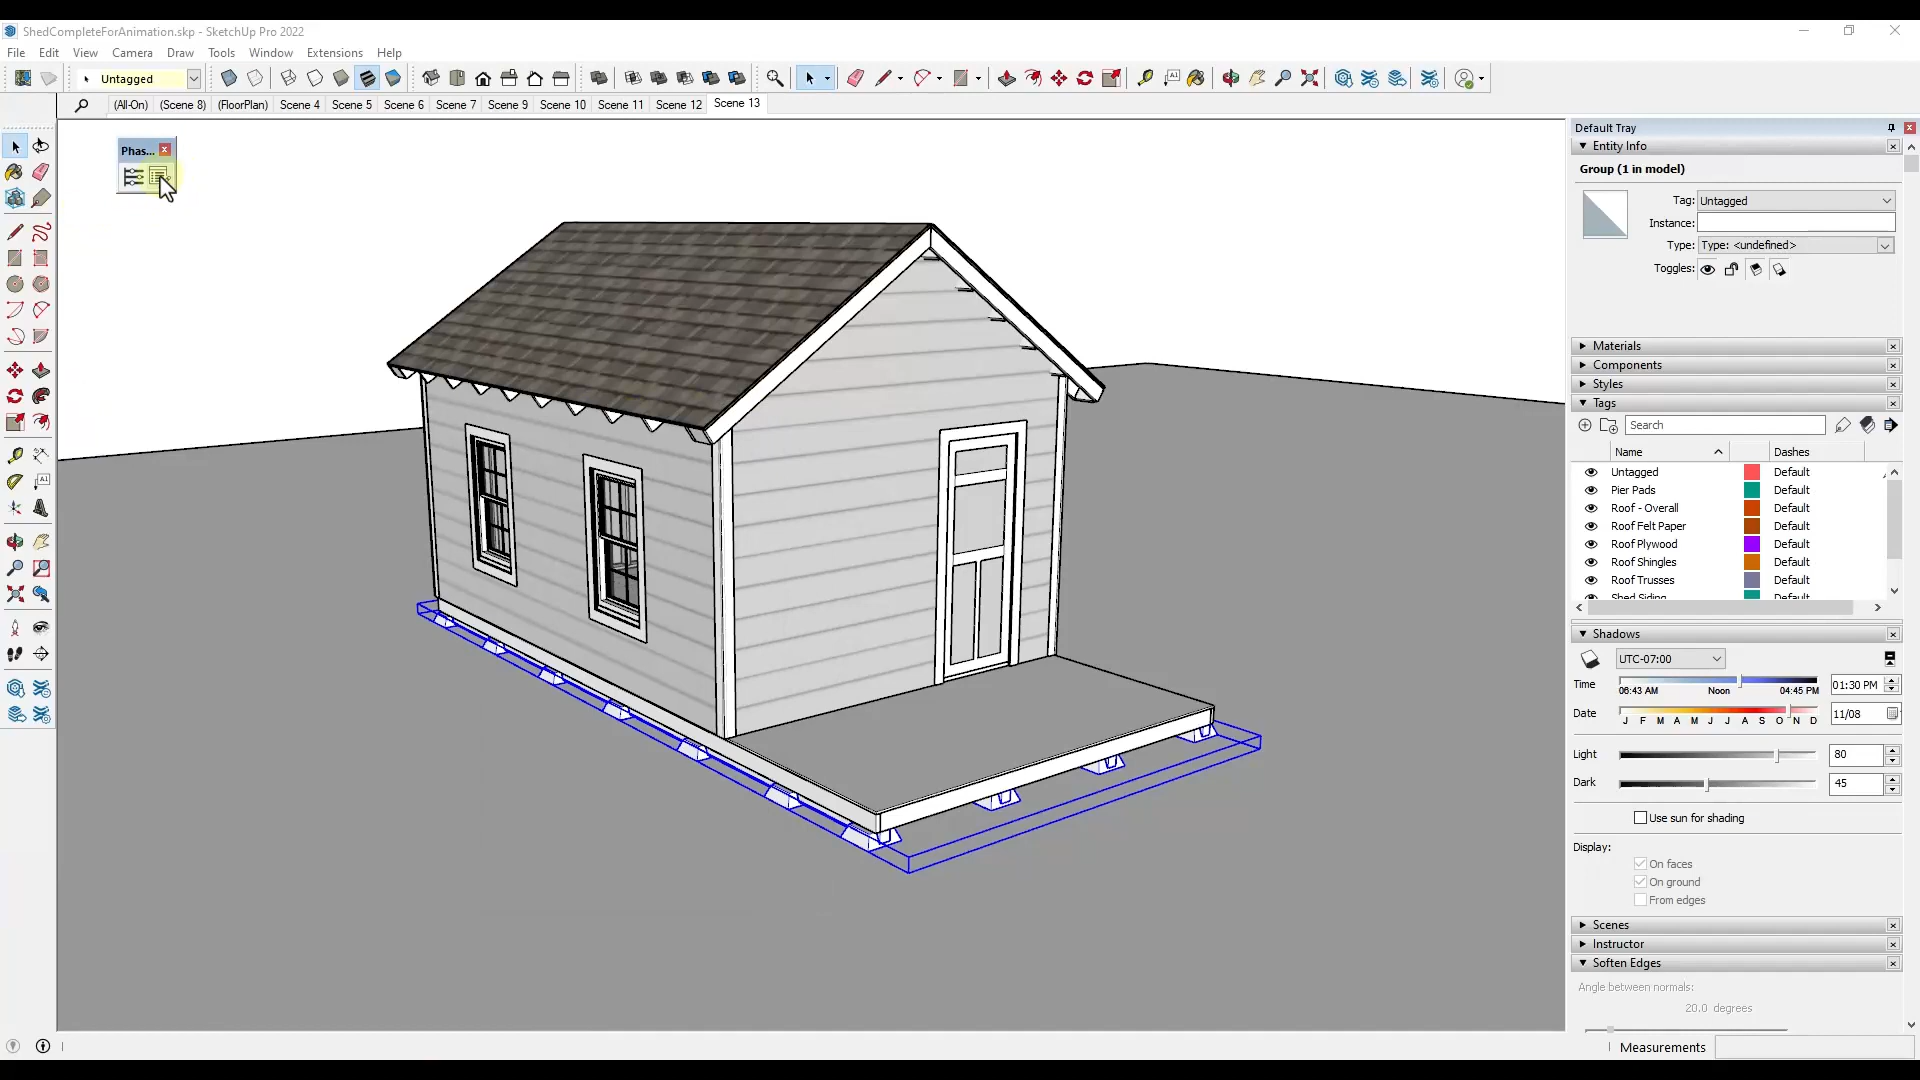 ShedCompleteForAnimation.skp - SketchUp Pro 2022
File Edit View Camera Draw Tools Window Extensions Help
Untagged
(All-On) (Scene 8) (FloorPlan) Scene 4 Scene 5 Scene 6 Scene 7 Scene 9 Scene 10 Scene 11 Scene 12 Scene 13
Phas...
Default Tray
Entity Info
Group (1 in model)
Tag: Untagged
Instance:
Type: Type: <undefined>
Toggles:
Materials
Components
Styles
Tags
Search
Name Dashes
Untagged Default
Pier Pads Default
Roof - Overall Default
Roof Felt Paper Default
Roof Plywood Default
Roof Shingles Default
Roof Trusses Default
Shed Siding Default
Shadows
UTC-07:00
Time 01:30 PM
06:43 AM Noon 04:45 PM
Date 11/08
J F M A M J J A S O N D
Light 80
Dark 45
Use sun for shading
Display:
On faces
On ground
From edges
Scenes
Instructor
Soften Edges
Angle between normals:
20.0 degrees
Measurements